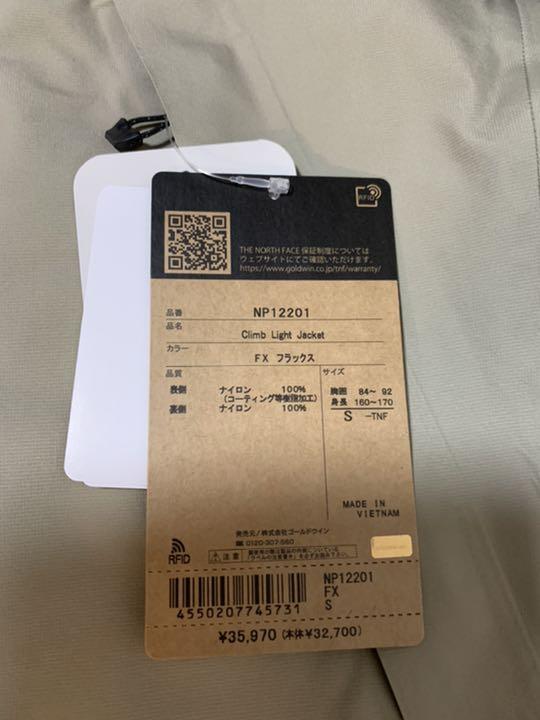 RFID
THE NORTH FACE 保証制度については
ウェブサイトにてご確認いただけます。
https://www.goldwin.co.jp/tnf/warranty/
品番 NP12201
品名 Climb Light Jacket
カラー FX フラックス
品質 サイズ
表側 ナイロン 100%
(コーティング等樹脂加工)
裏側 ナイロン 100%
胸囲 84~ 92
身長 160~170
S -TNF
MADE IN
VIETNAM
発売元/株式会社ゴールドウイン
☎ 0120-307-560
RFID
注意
NP12201
FX
S
4550207745731
¥35,970 (本体¥32,700)